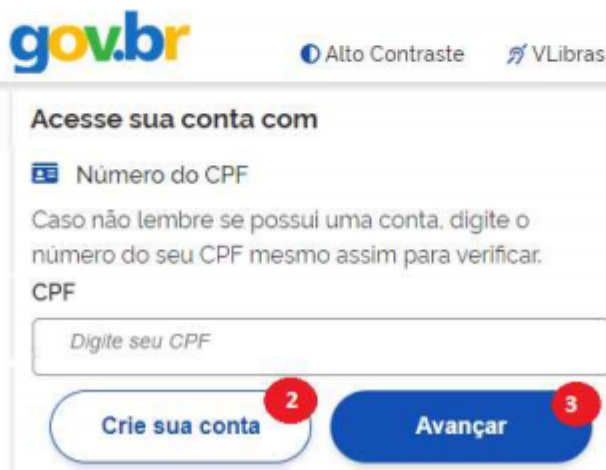 gov.br
Alto Contraste VLibras
Acesse sua conta com
Número do CPF
Caso não lembre se possui uma conta, digite o
número do seu CPF mesmo assim para verificar.
CPF
Digite seu CPF
Crie sua conta 2 Avançar 3